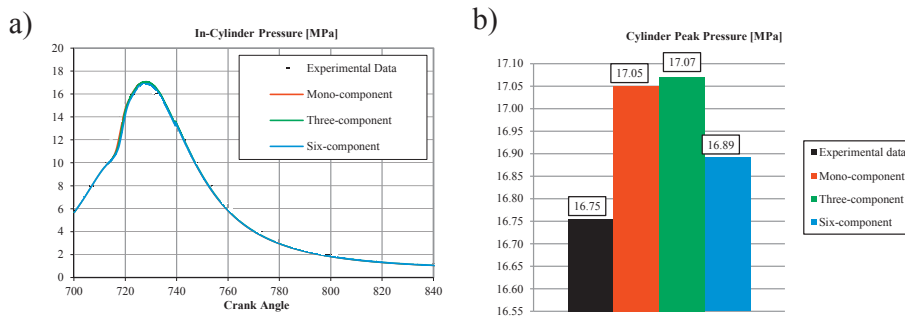 a)
In-Cylinder Pressure [MPa]
20
18
16
14
12
10
8
6
4
2
0
700 720 740 760 780 800 820 840
Crank Angle
Experimental Data
Mono-component
Three-component
Six-component
b)
Cylinder Peak Pressure [MPa]
17.10
17.05
17.00
16.95
16.90
16.85
16.80
16.75
16.70
16.65
16.60
16.55
16.75
17.05
17.07
16.89
Experimental data
Mono-component
Three-component
Six-component